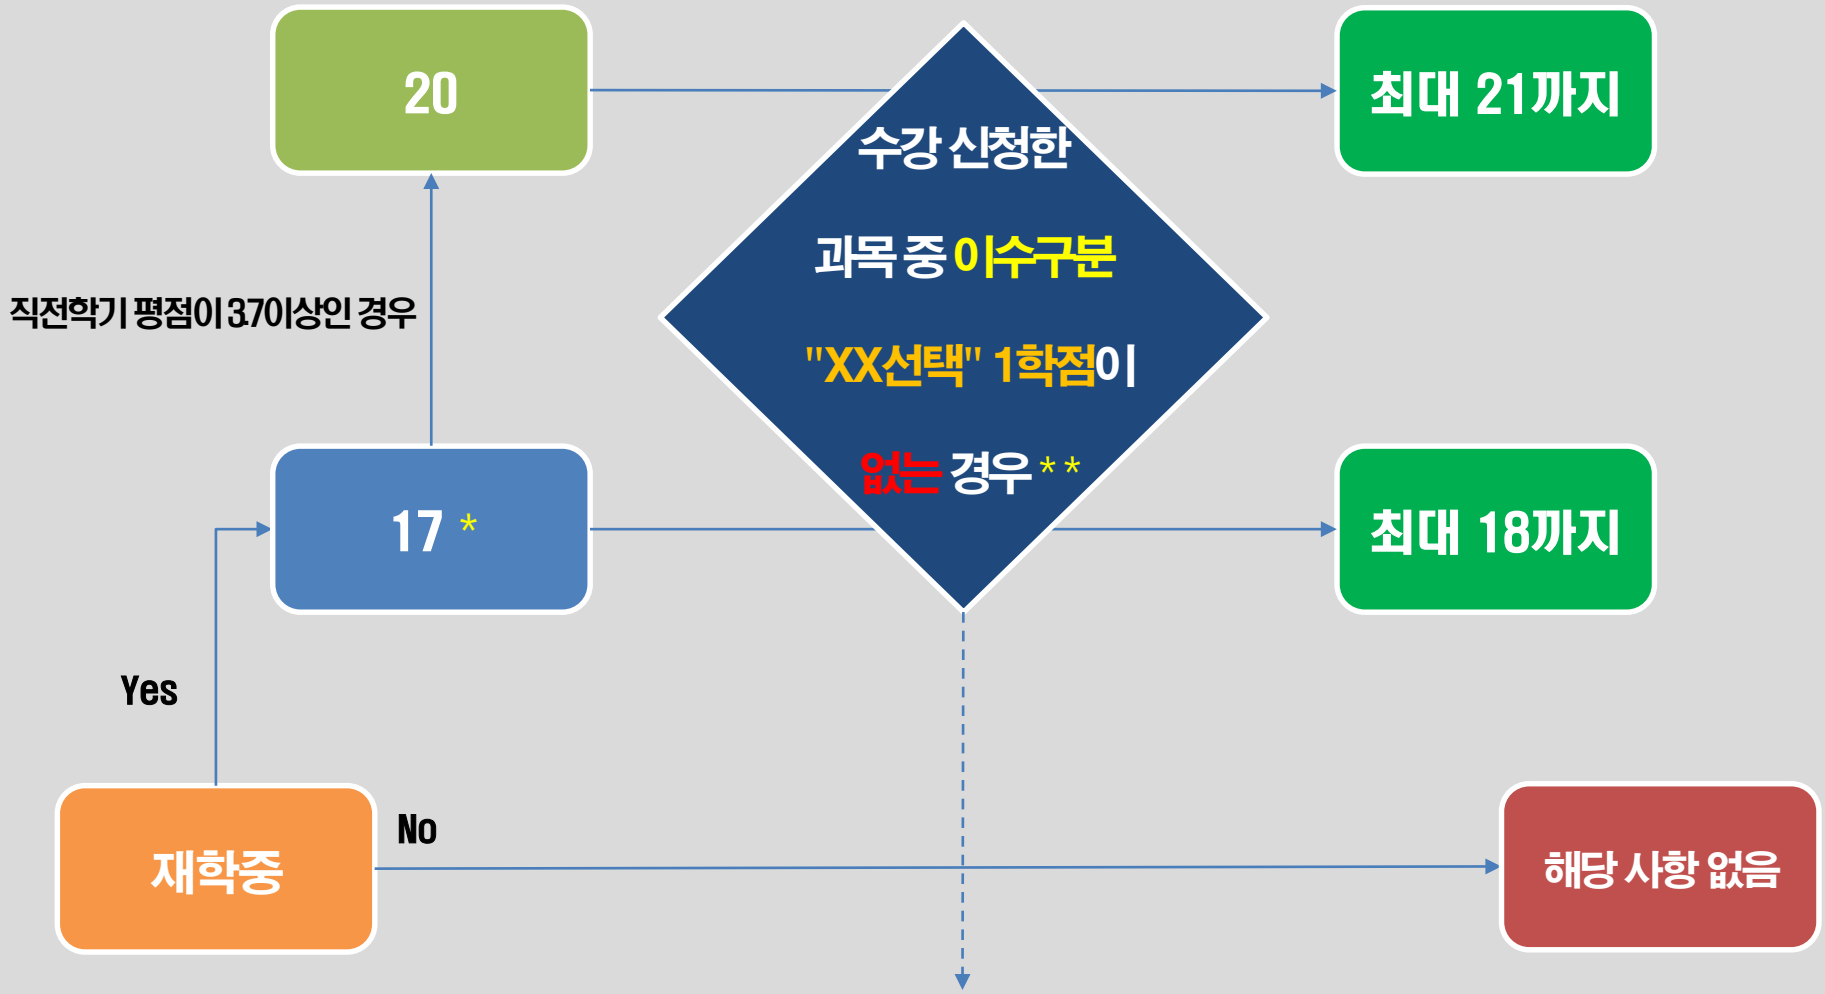 20
최대 21까지
수강 신청한
과목 중 이수구분
"XX선택" 1학점이
없는 경우 **
직전학기 평점이 3.7이상인 경우
17 *
최대 18까지
Yes
No
재학중
해당 사항 없음